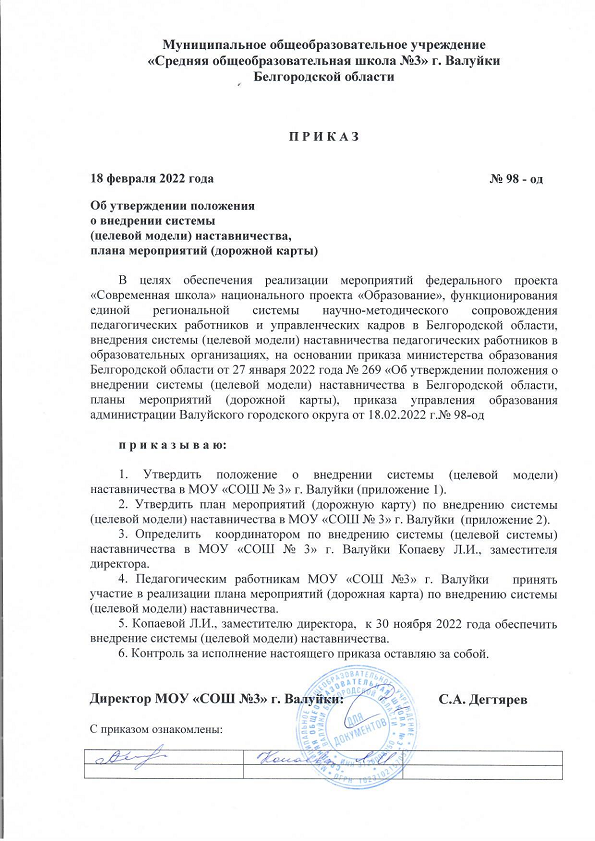 Муниципальное общеобразовательное учреждение
«Средняя общеобразовательная школа №3» г. Валуйки
Белгородской области
П Р И К А З
18 февраля 2022 года № 98 - од
Об утверждении положения
о внедрении системы
(целевой модели) наставничества,
плана мероприятий (дорожной карты)
В целях обеспечения реализации мероприятий федерального проекта
«Современная школа» национального проекта «Образование», функционирования
единой региональной системы научно-методического сопровождения
педагогических работников и управленческих кадров в Белгородской области,
внедрения системы (целевой модели) наставничества педагогических работников в
образовательных организациях, на основании приказа министерства образования
Белгородской области от 27 января 2022 года № 269 «Об утверждении положения о
внедрении системы (целевой модели) наставничества в Белгородской области,
планы мероприятий (дорожной карты), приказа управления образования
администрации Валуйского городского округа от 18.02.2022 г.№ 98-од
п р и к а з ы в а ю:
1. Утвердить положение о внедрении системы (целевой модели)
наставничества в МОУ «СОШ № 3» г. Валуйки (приложение 1).
2. Утвердить план мероприятий (дорожную карту) по внедрению системы
(целевой модели) наставничества в МОУ «СОШ № 3» г. Валуйки (приложение 2).
3. Определить координатором по внедрению системы (целевой системы)
наставничества в МОУ «СОШ № 3» г. Валуйки Копаеву Л.И., заместителя
директора.
4. Педагогическим работникам МОУ «СОШ №3» г. Валуйки принять
участие в реализации плана мероприятий (дорожная карта) по внедрению системы
(целевой модели) наставничества.
5. Копаевой Л.И., заместителю директора, к 30 ноября 2022 года обеспечить
внедрение системы (целевой модели) наставничества.
6. Контроль за исполнение настоящего приказа оставляю за собой.
Директор МОУ «СОШ №3» г. Валуйки: С.А. Дегтярев
ДЛЯ
ДОКУМЕНТОВ
С приказом ознакомлены: